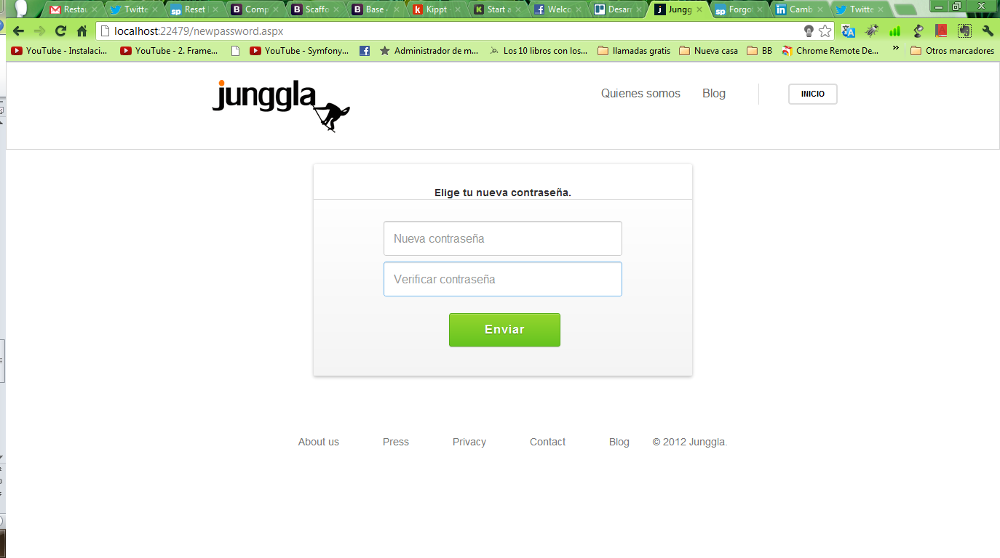 Resta Twitte Reset Comp Scaffo Base Kippt Start a Welco Desarr Jungg Forgo Camb Twitte
localhost:22479/newpassword.aspx
YouTube - Instalaci... YouTube - 2. Frame... YouTube - Symfony... Administrador de m... Los 10 libros con los... llamadas gratis Nueva casa BB Chrome Remote De... » Otros marcadores
junggla
Quienes somos Blog INICIO
Elige tu nueva contraseña.
Nueva contraseña
Verificar contraseña
Enviar
About us Press Privacy Contact Blog © 2012 Junggla.